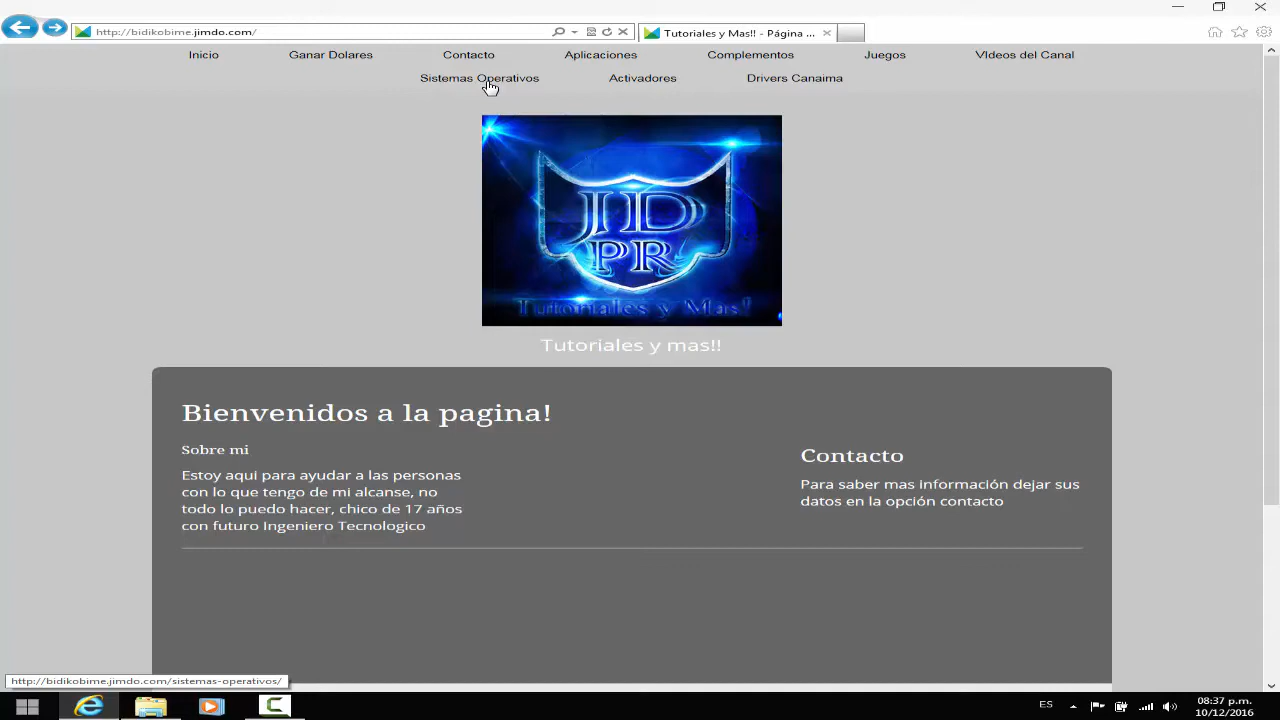 http://bidikobime.jimdo.com/
Tutoriales y Mas!! - Página ...
Inicio
Ganar Dolares
Contacto
Aplicaciones
Complementos
Juegos
VIdeos del Canal
Sistemas Operativos
Activadores
Drivers Canaima
JD
PR
Tutoriales y Mas!
Tutoriales y mas!!
Bienvenidos a la pagina!
Sobre mi
Estoy aqui para ayudar a las personas
con lo que tengo de mi alcanse, no
todo lo puedo hacer, chico de 17 años
con futuro Ingeniero Tecnologico
Contacto
Para saber mas información dejar sus
datos en la opción contacto
http://bidikobime.jimdo.com/sistemas-operativos/
ES
08:37 p.m.
10/12/2016